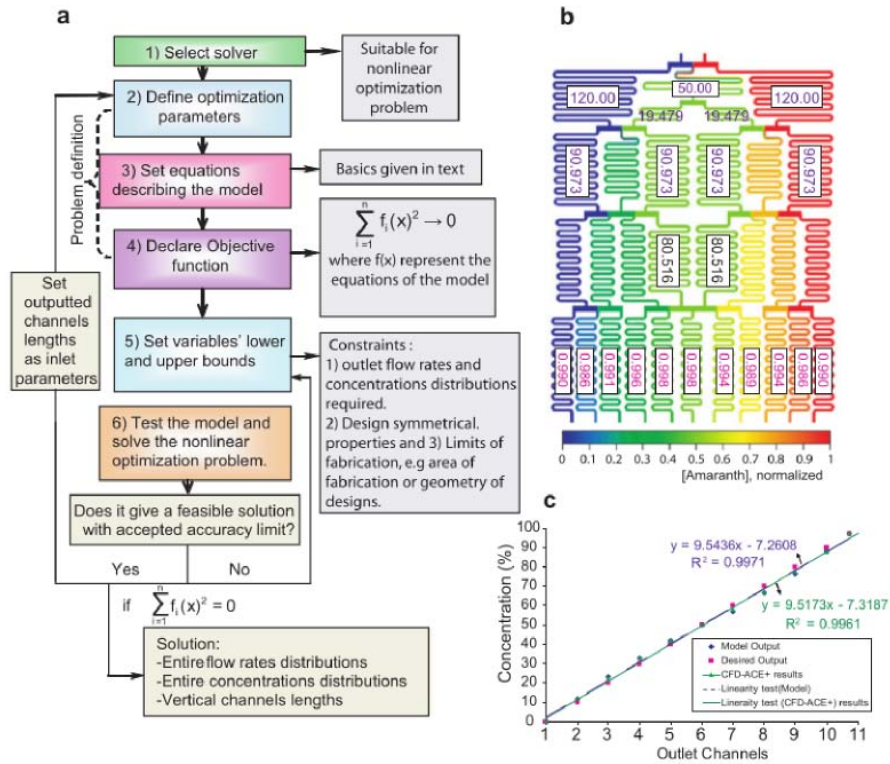 a
1) Select solver
Suitable for
nonlinear
optimization
problem
2) Define optimization
parameters
Problem definition
3) Set equations
describing the model
Basics given in text
4) Declare Objective
function
n
∑ fᵢ(x)² → 0
i =1
where f(x) represent the
equations of the model
Set
outputted
channels
lengths
as inlet
parameters
5) Set variables' lower
and upper bounds
Constraints :
1) outlet flow rates and
concentrations distributions
required.
2) Design symmetrical.
properties and 3) Limits of
fabrication, e.g area of
fabrication or geometry of
designs.
6) Test the model and
solve the nonlinear
optimization problem.
Does it give a feasible solution
with accepted accuracy limit?
Yes
No
if
n
∑fᵢ(x)² = 0
i=1
Solution:
-Entire flow rates distributions
-Entire concentrations distributions
-Vertical channels lengths
b
50.00
120.00
120.00
19.479
19.479
90.973
90.973
90.973
90.973
80.516
80.516
0.990
0.986
0.991
0.996
0.998
0.998
0.994
0.989
0.994
0.986
0.990
0 0.1 0.2 0.3 0.4 0.5 0.6 0.7 0.8 0.9 1
[Amaranth], normalized
c
Concentration (%)
100
90
80
70
60
50
40
30
20
10
0
y = 9.5436x - 7.2608
R² = 0.9971
y = 9.5173x - 7.3187
R² = 0.9961
Model Output
Desired Output
CFD-ACE+ results
Linearity test(Model)
Lineraity test (CFD-ACE+) results
1 2 3 4 5 6 7 8 9 10 11
Outlet Channels